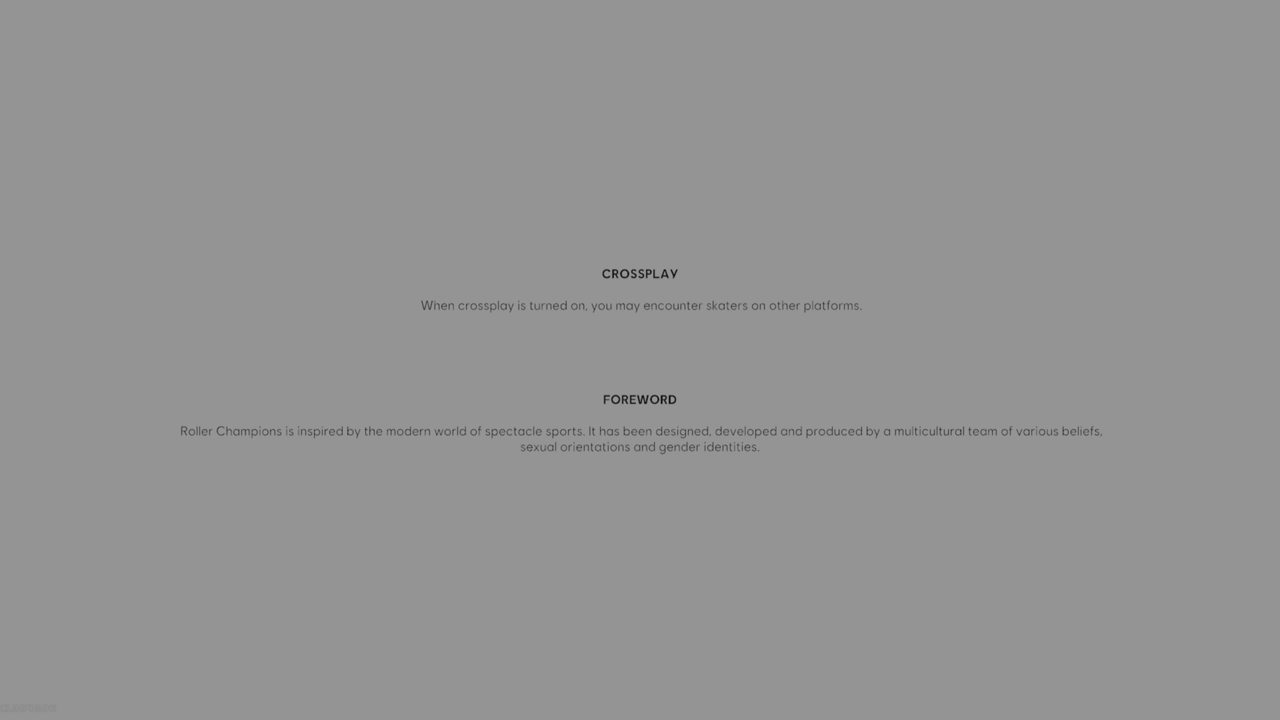 CROSSPLAY
When crossplay is turned on, you may encounter skaters on other platforms.
FOREWORD
Roller Champions is inspired by the modern world of spectacle sports. It has been designed, developed and produced by a multicultural team of various beliefs,
sexual orientations and gender identities.